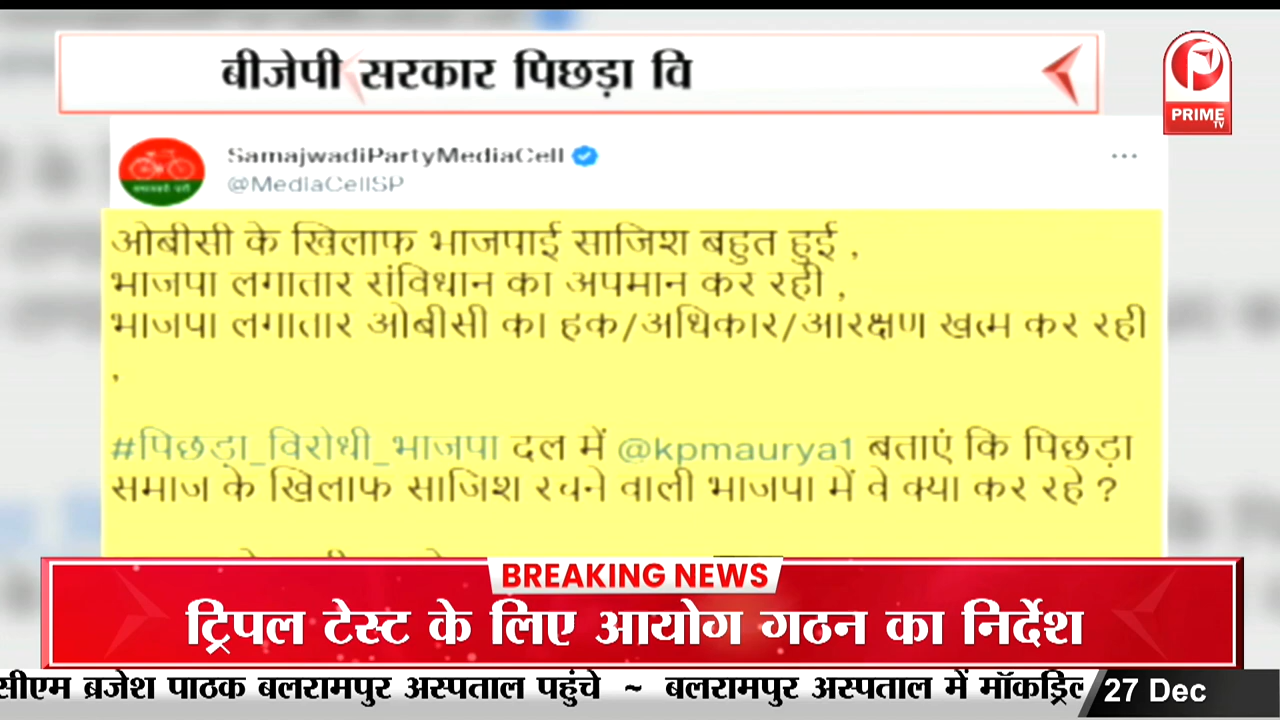 बीजेपी सरकार पिछड़ा वि
PRIME
TV
SamajwadiPartyMediaCell
@MediaCellSP
ओबीसी के खिलाफ भाजपाई साजिश बहुत हुई ,
भाजपा लगातार संविधान का अपमान कर रही ,
भाजपा लगातार ओबीसी का हक/अधिकार/आरक्षण खत्म कर रही
,
#पिछड़ा_विरोधी_भाजपा दल में @kpmaurya1 बताएं कि पिछड़ा
समाज के खिलाफ साजिश रचने वाली भाजपा में वे क्या कर रहे ?
BREAKING NEWS
ट्रिपल टेस्ट के लिए आयोग गठन का निर्देश
सीएम ब्रजेश पाठक बलरामपुर अस्पताल पहुंचे ~ बलरामपुर अस्पताल में मॉकड्रिल
27 Dec